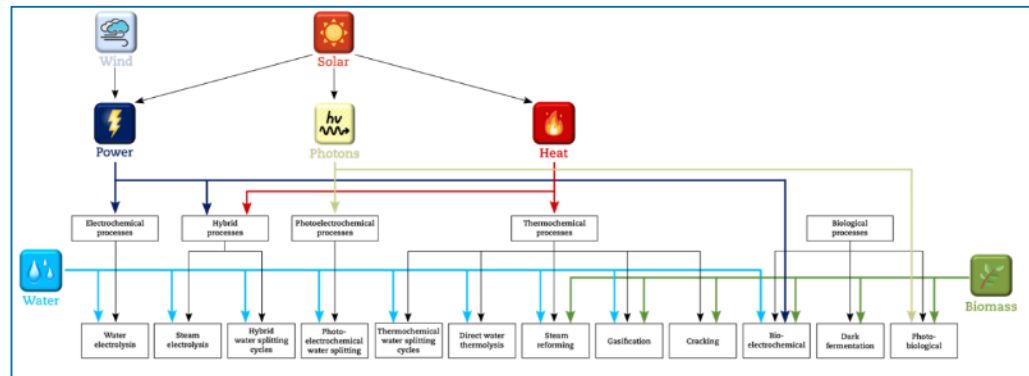 Wind
Solar
hν
Power
Photons
Heat
Electrochemical
processes
Hybrid
processes
Photoelectrochemical
processes
Thermochemical
processes
Biological
processes
Water
Biomass
Water
electrolysis
Steam
electrolysis
Hybrid
water splitting
cycles
Photo-
electrochemical
water splitting
Thermochemical
water splitting
cycles
Direct water
thermolysis
Steam
reforming
Gasification
Cracking
Bio-
electrochemical
Dark
fermentation
Photo-
biological